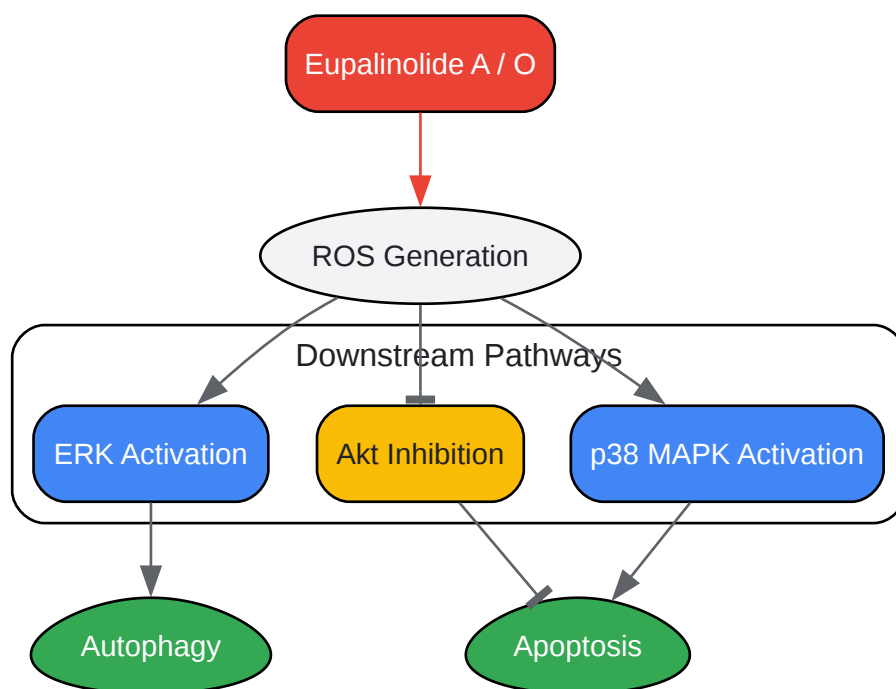 Eupalinolide A / O
ROS Generation
Downstream Pathways
ERK Activation
Akt Inhibition
p38 MAPK Activation
Autophagy
Apoptosis